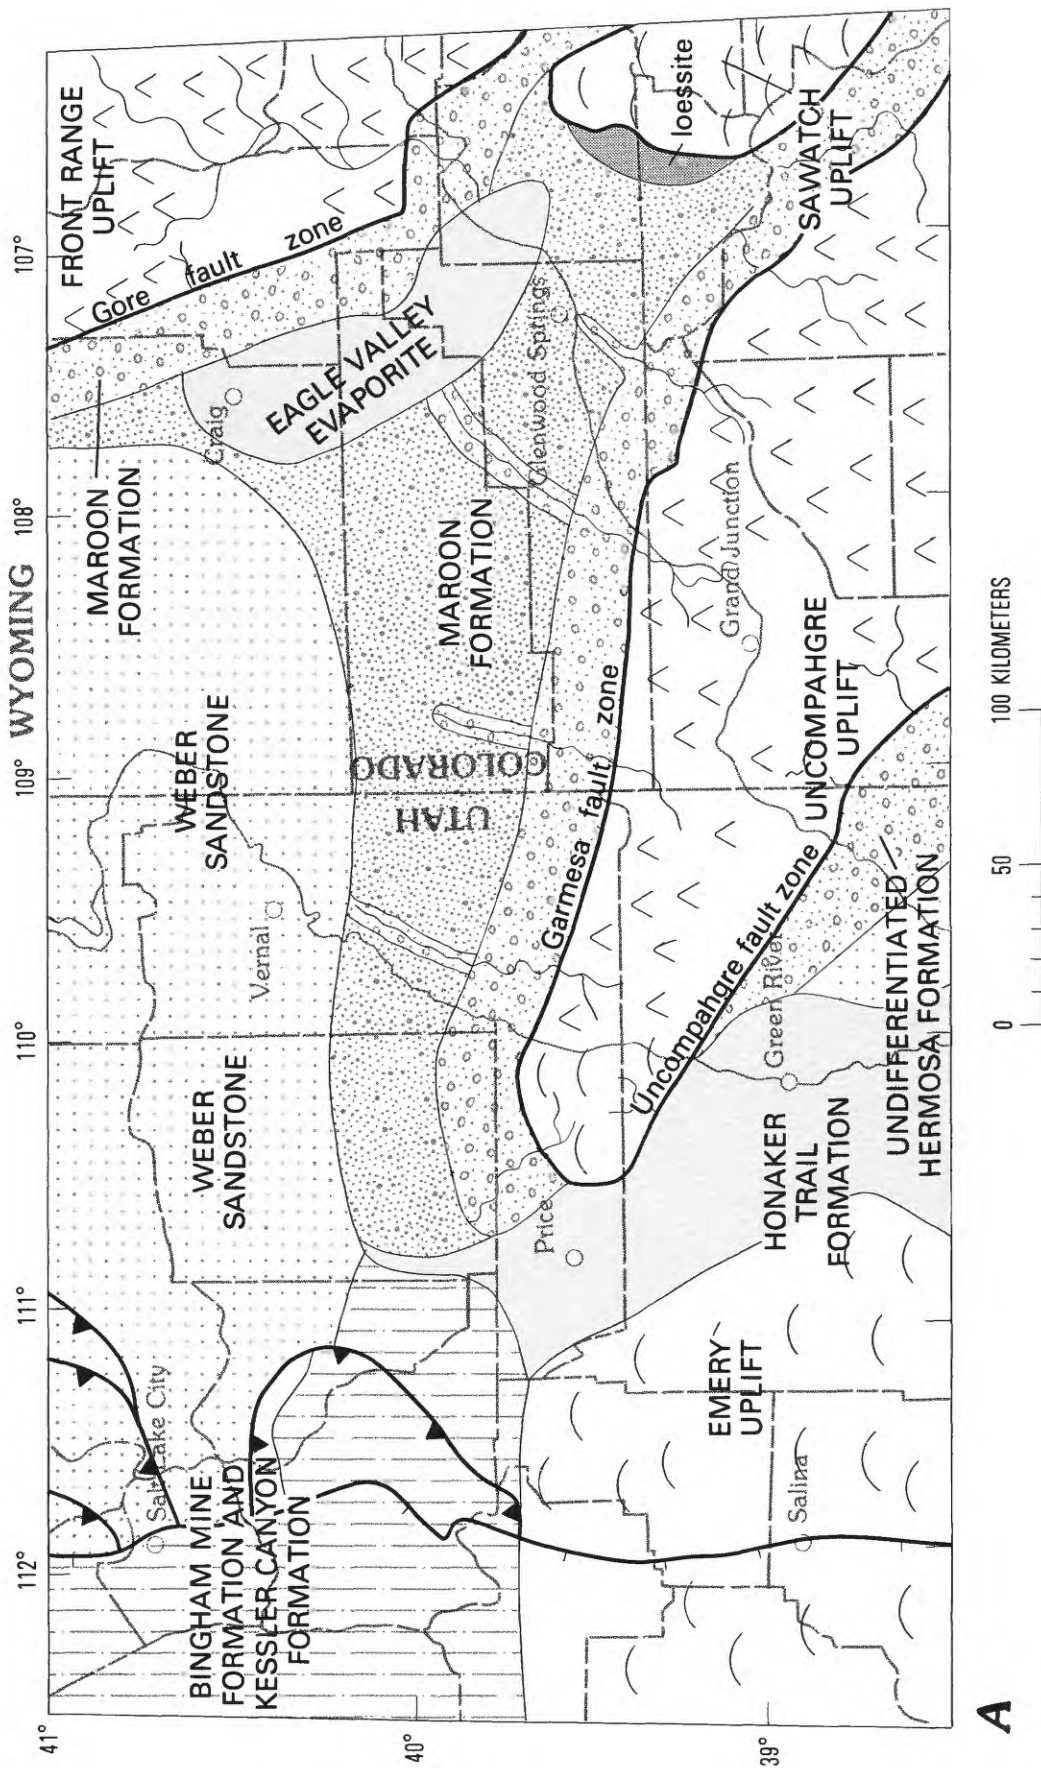 WYOMING
112°
111°
110°
109°
108°
107°
41°
40°
39°
BINGHAM MINE
FORMATION AND
KESSLER CANYON
FORMATION
Salt Lake City
WEBER
SANDSTONE
Vernal
WEBER
SANDSTONE
MAROON
FORMATION
Craig
FRONT RANGE
UPLIFT
Gore fault zone
EAGLE VALLEY
EVAPORITE
UTAH
COLORADO
MAROON
FORMATION
Glenwood Springs
loessite
SAWATCH
UPLIFT
Price
Garmesa fault zone
Uncompahgre fault zone
Grand Junction
UNCOMPAHGRE
UPLIFT
Green River
EMERY
UPLIFT
Salina
HONAKER
TRAIL
FORMATION
UNDIFFERENTIATED
HERMOSA FORMATION
A
0 50 100 KILOMETERS